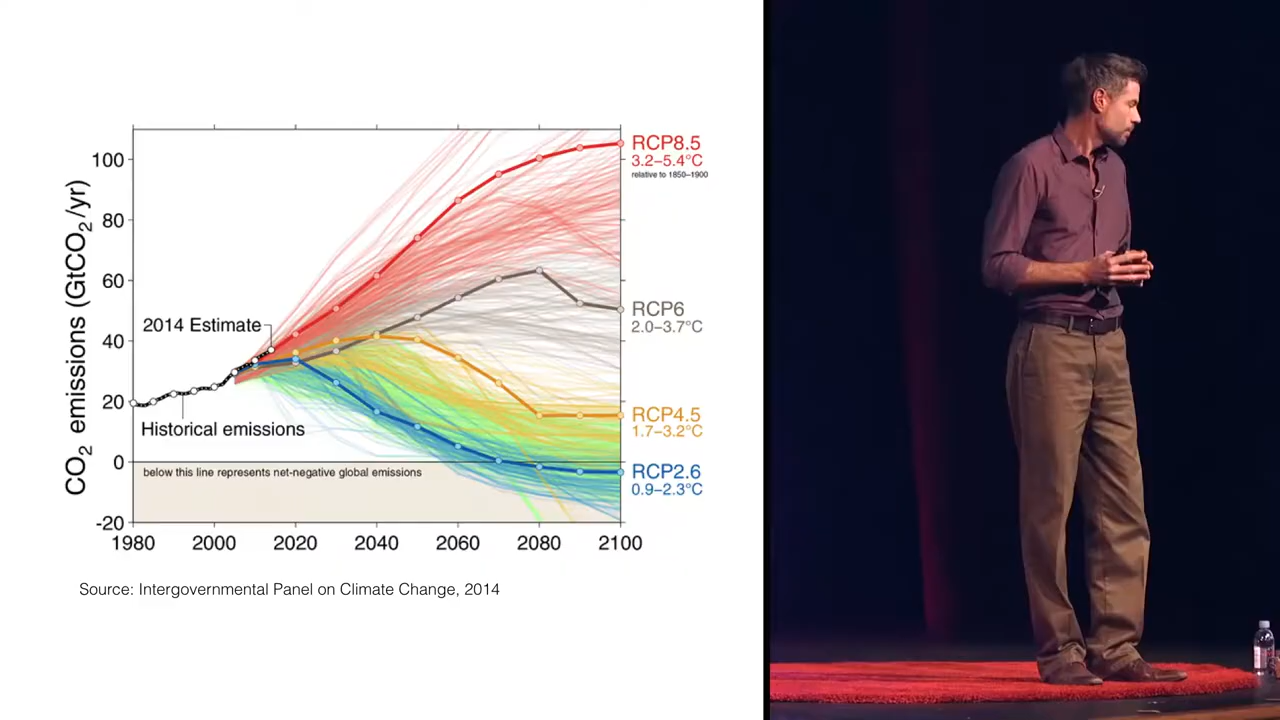 CO2 emissions (GtCO2/yr)
100
80
60
40
20
0
-20
1980
2000
2020
2040
2060
2080
2100
2014 Estimate
Historical emissions
below this line represents net-negative global emissions
RCP8.5
3.2–5.4°C
relative to 1850–1900
RCP6
2.0–3.7°C
RCP4.5
1.7–3.2°C
RCP2.6
0.9–2.3°C
Source: Intergovernmental Panel on Climate Change, 2014